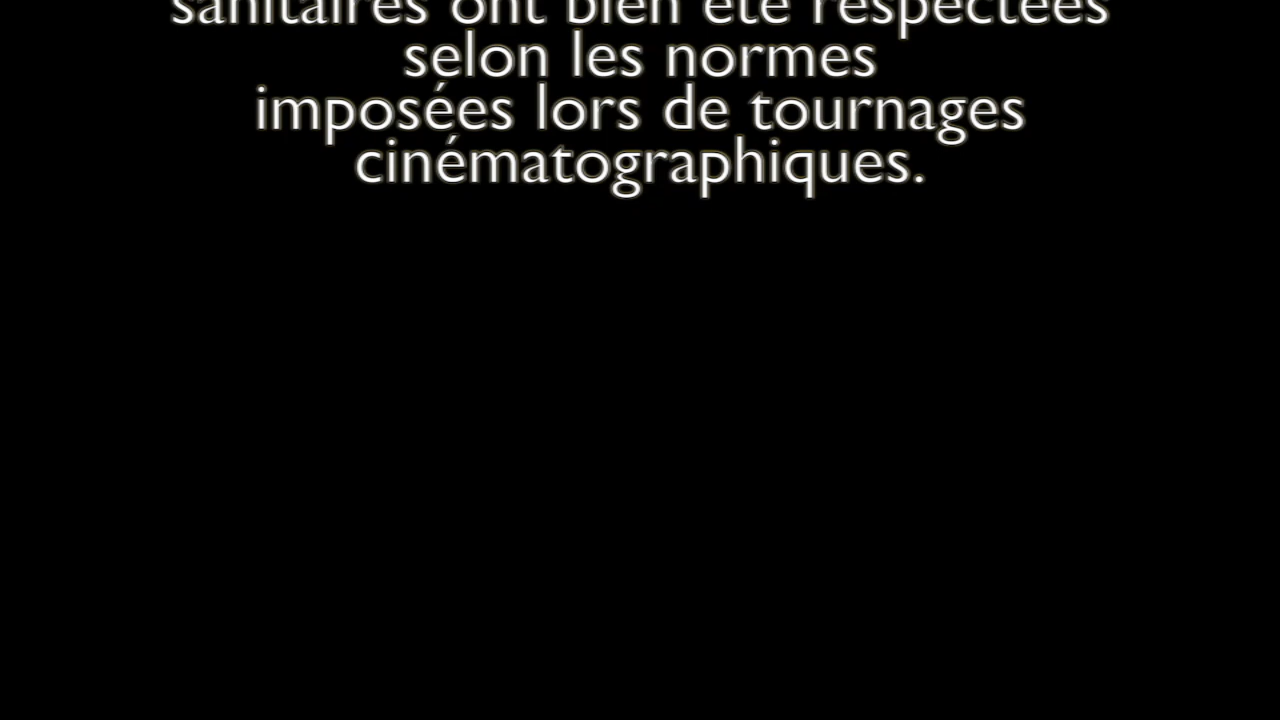 sanitaires ont bien été respectées
selon les normes
imposées lors de tournages
cinématographiques.